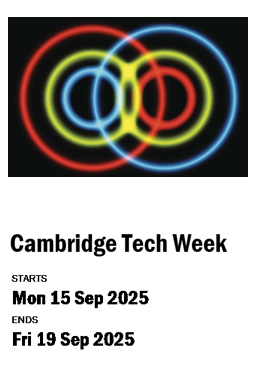 Cambridge Tech Week
STARTS
Mon 15 Sep 2025
ENDS
Fri 19 Sep 2025